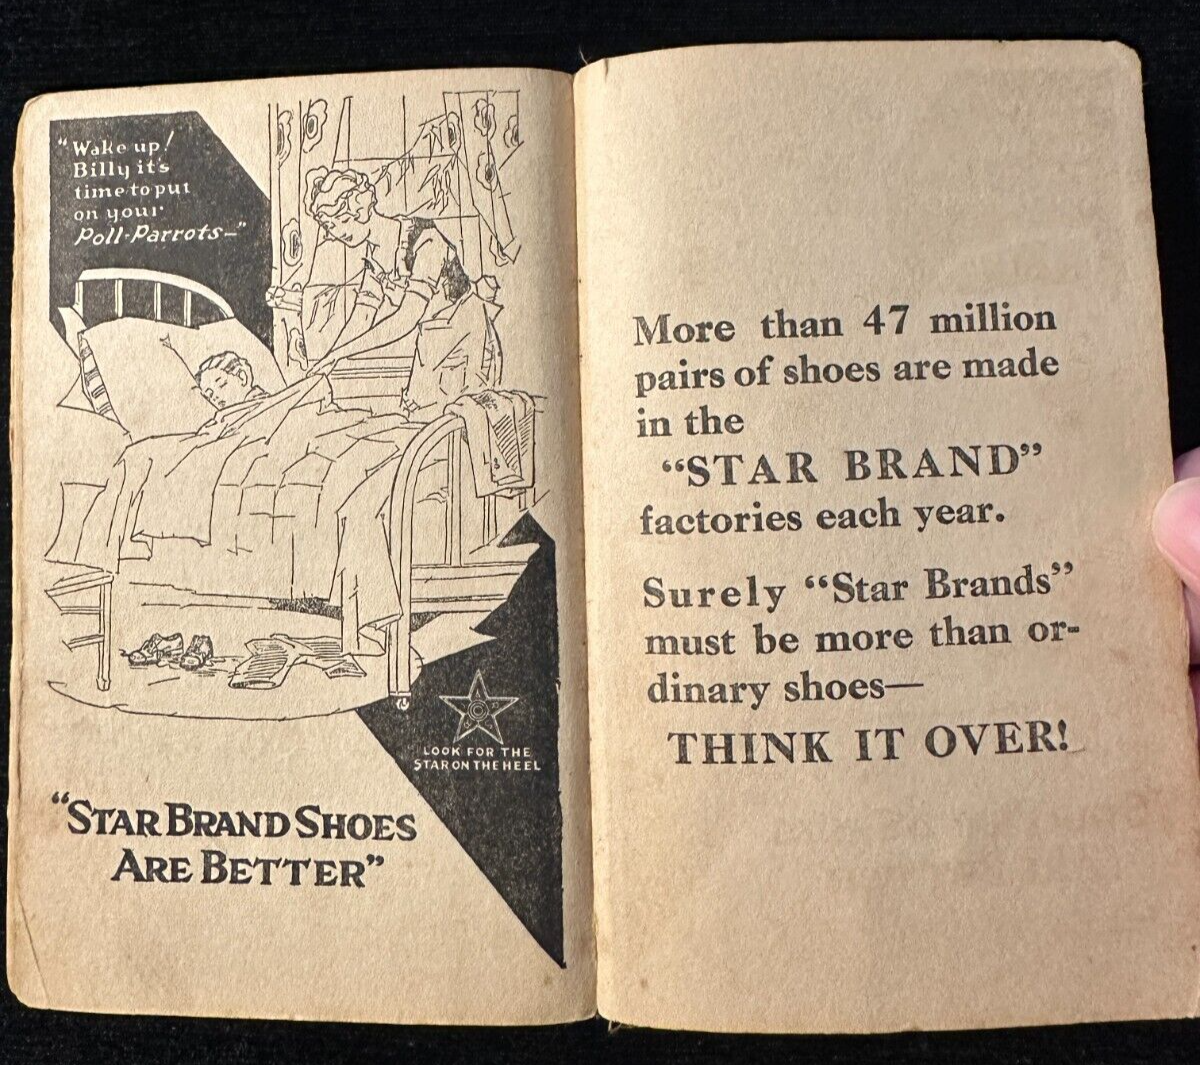 "Wake up!
Billy it's
time to put
on your
Poll-Parrots—"
LOOK FOR THE
STAR ON THE HEEL
"STAR BRAND SHOES
ARE BETTER"
More than 47 million
pairs of shoes are made
in the
"STAR BRAND"
factories each year.
Surely "Star Brands"
must be more than or-
dinary shoes—
THINK IT OVER!